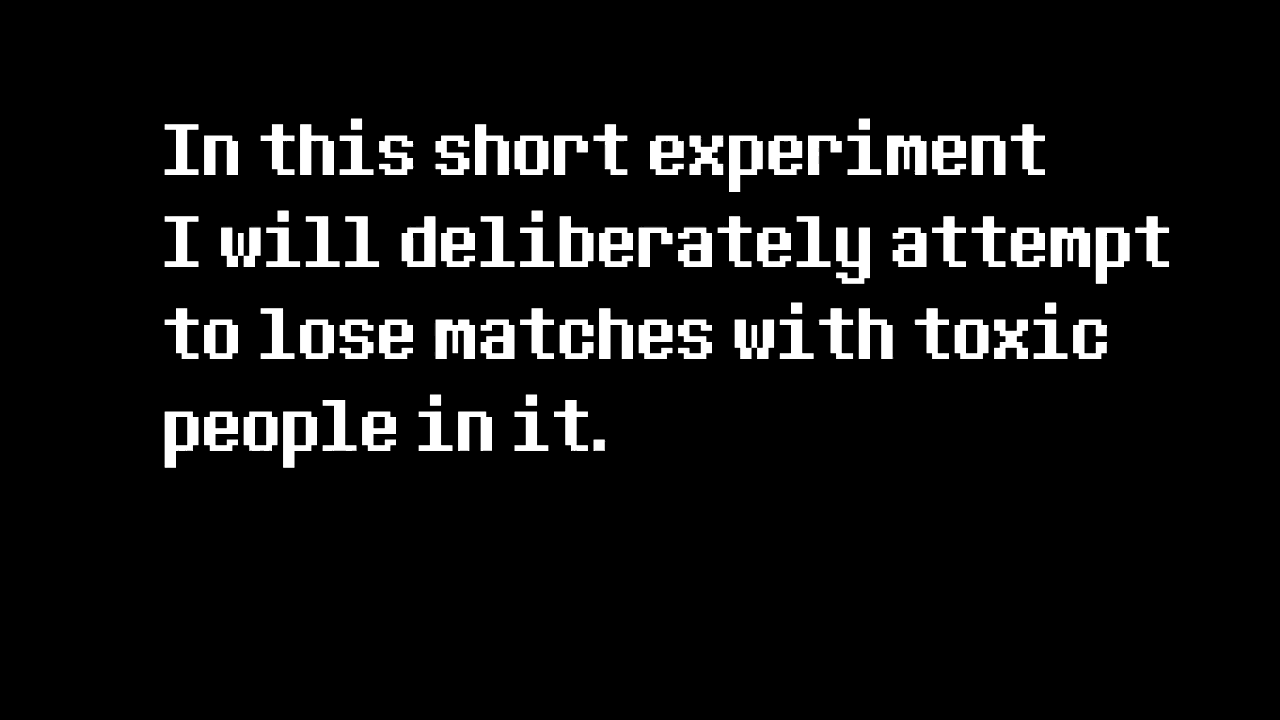 In this short experiment
I will deliberately attempt
to lose matches with toxic
people in it.